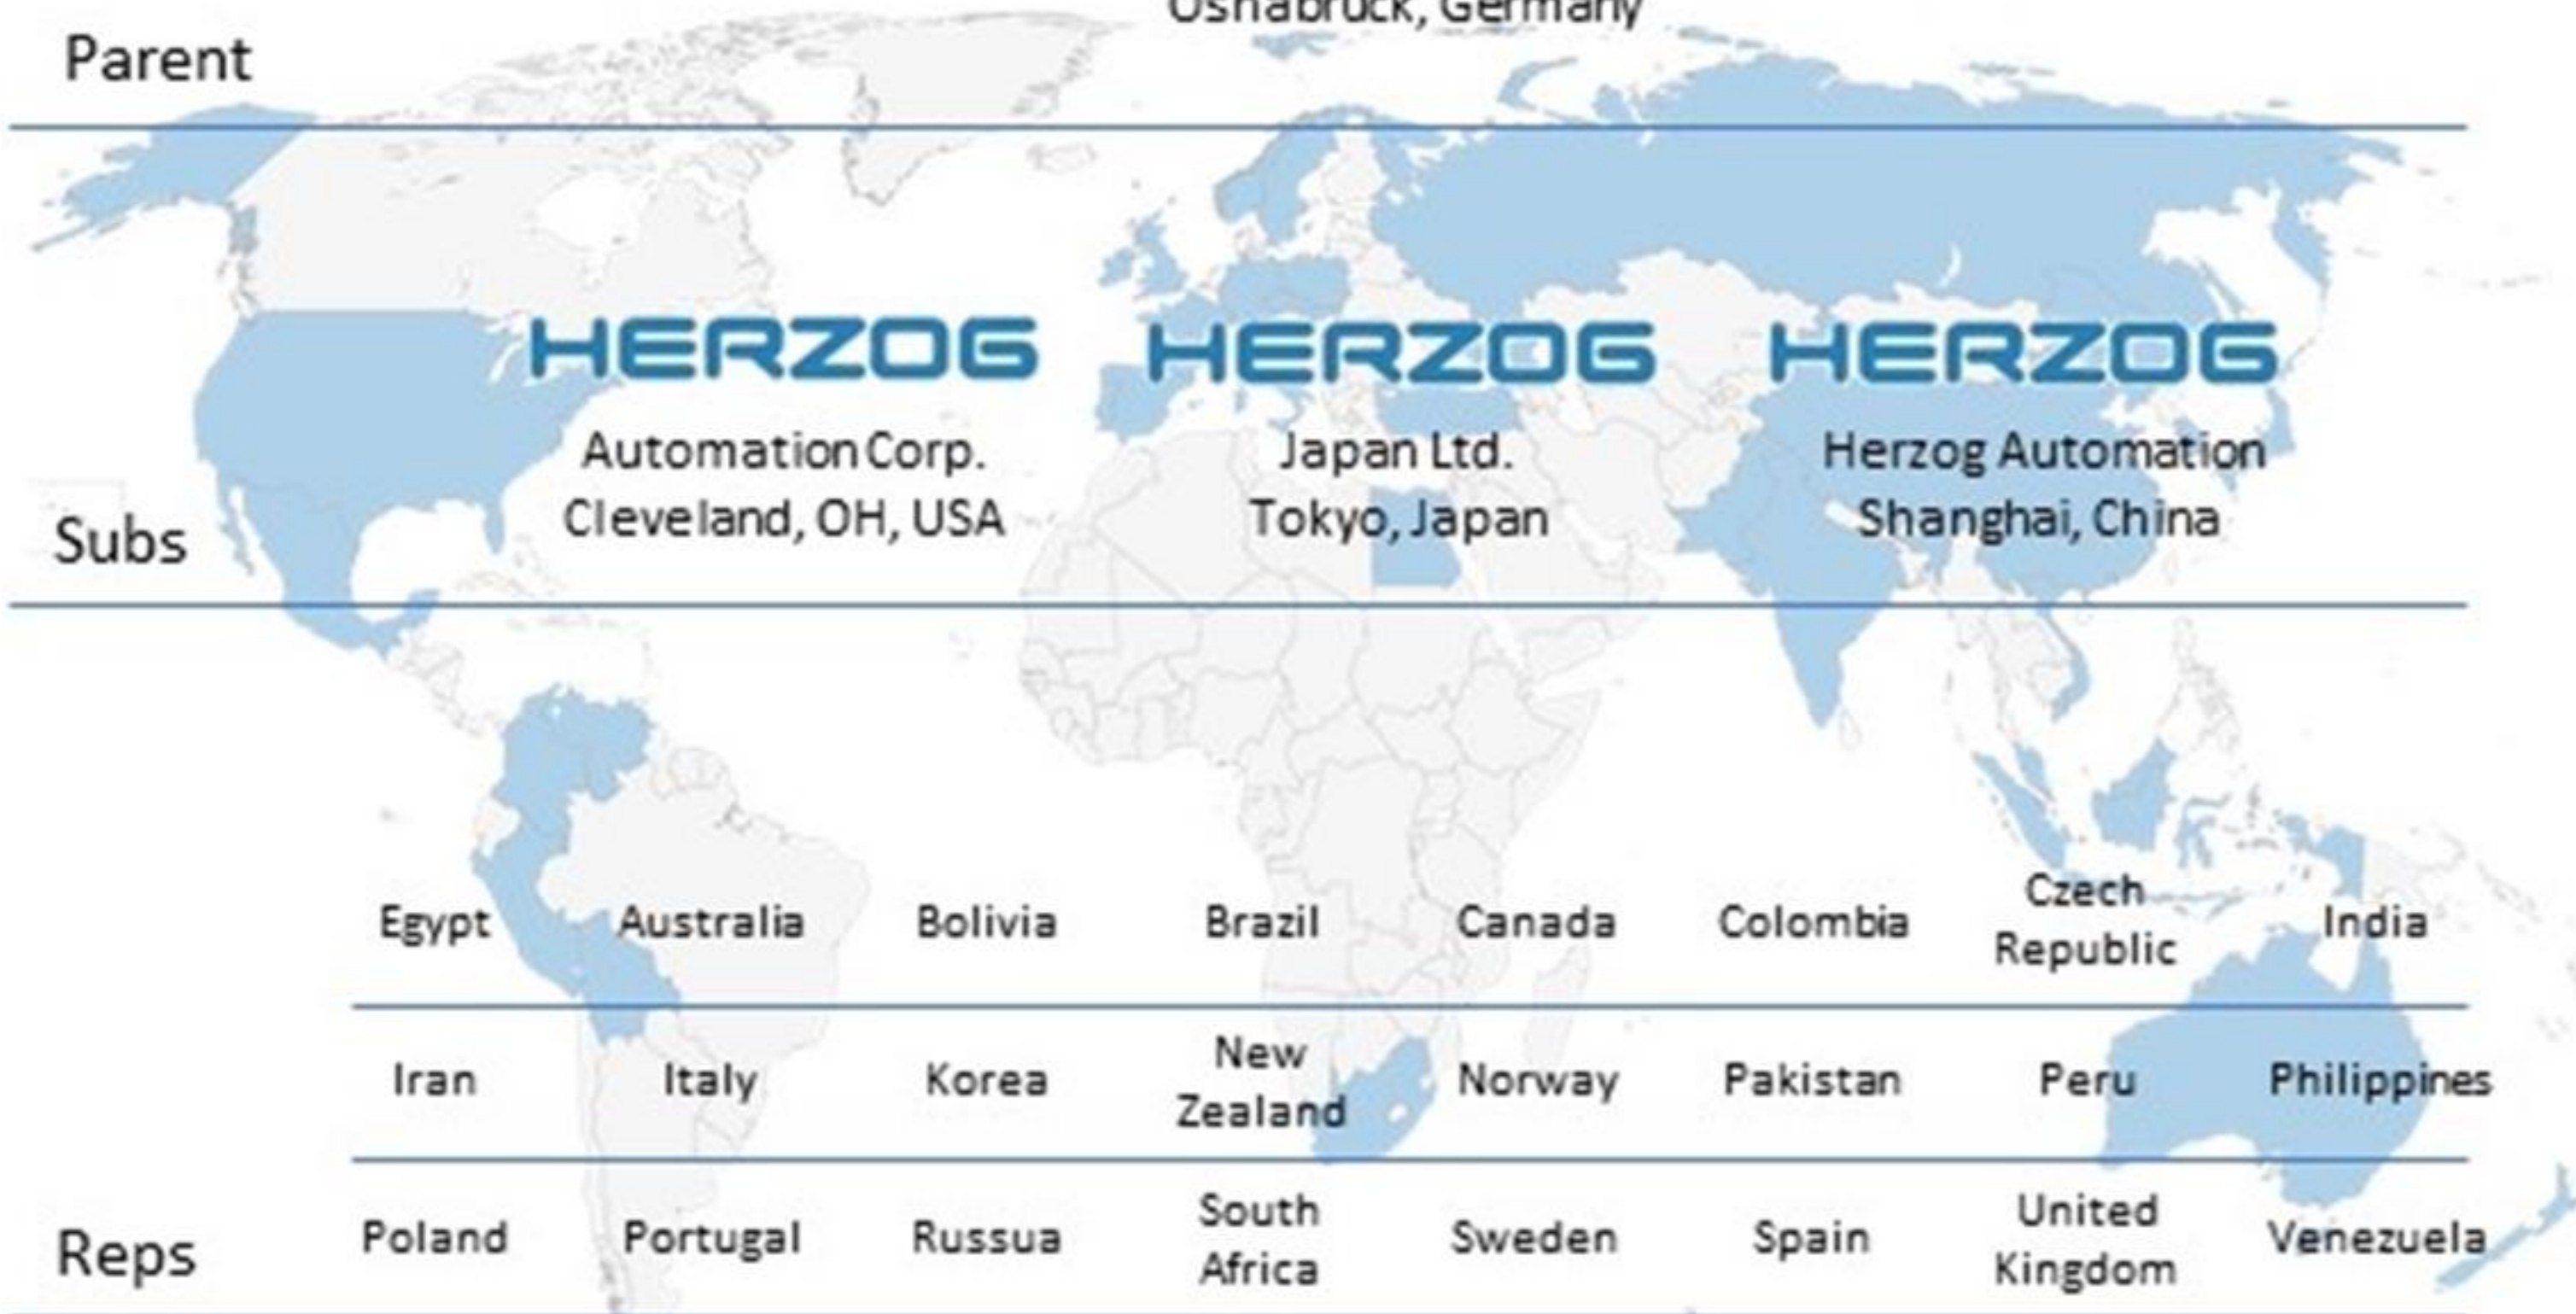 Osnabrück, Germany
Parent
HERZOG HERZOG HERZOG
Automation Corp. Japan Ltd. Herzog Automation
Cleveland, OH, USA Tokyo, Japan Shanghai, China
Subs
Egypt Australia Bolivia Brazil Canada Colombia Czech Republic India
Iran Italy Korea New Zealand Norway Pakistan Peru Philippines
Poland Portugal Russua South Africa Sweden Spain United Kingdom Venezuela
Reps